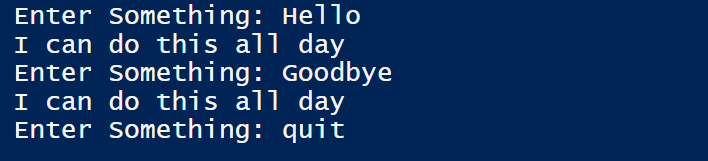 Enter Something: Hello
I can do this all day
Enter Something: Goodbye
I can do this all day
Enter Something: quit